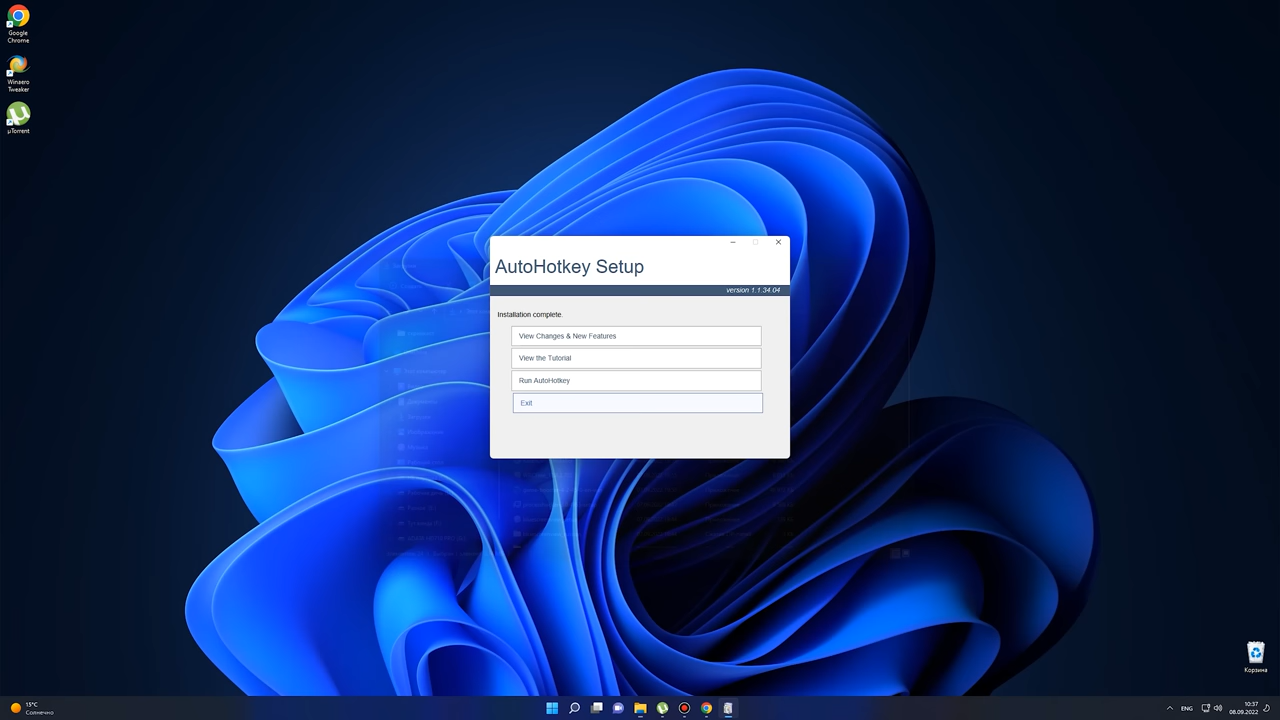 Google
Chrome
Winaero
Tweaker
µTorrent
AutoHotkey Setup
version 1.1.34.04
Installation complete.
View Changes & New Features
View the Tutorial
Run AutoHotkey
Exit
Корзина
15°C
Солнечно
ENG
10:37
08.09.2022